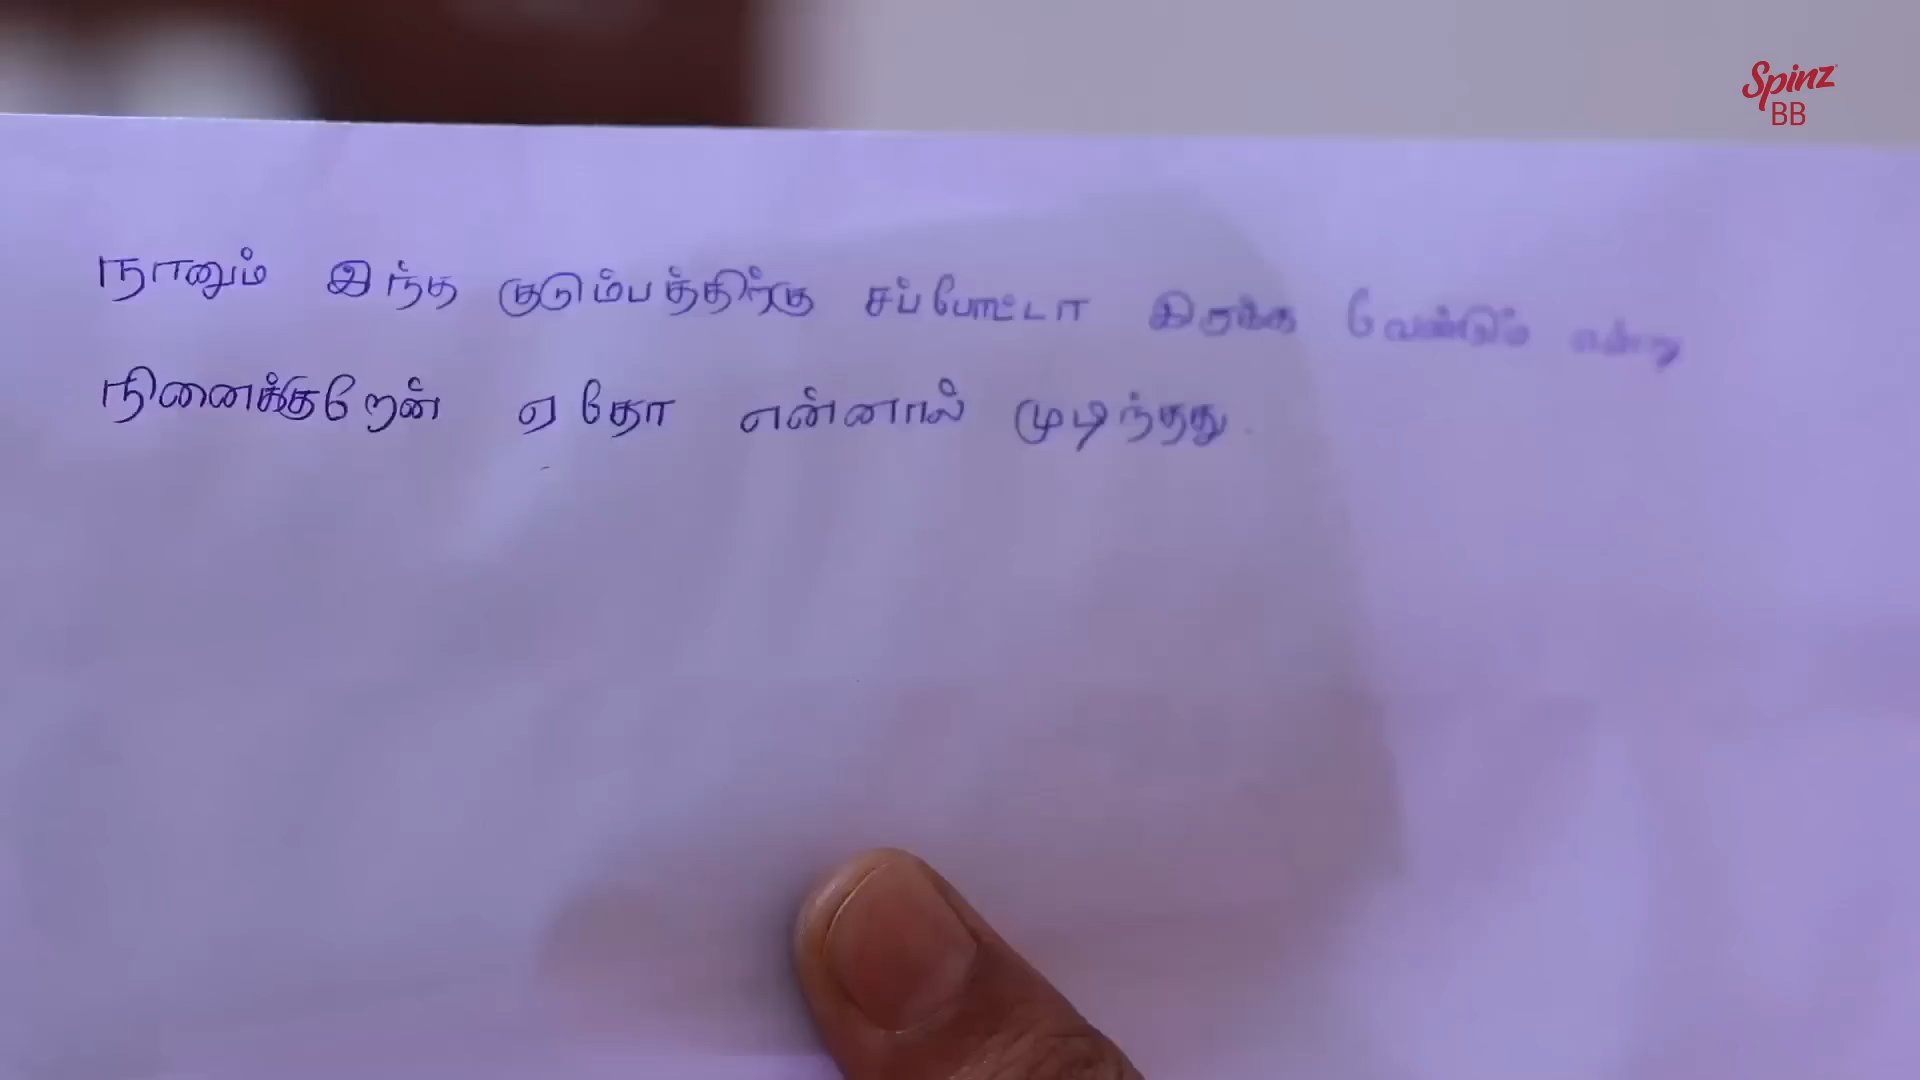 Spinz
BB
நானும் இந்த குடும்பத்திற்கு சப்போட்டா இருக்க வேண்டும் என்று
நினைக்குறேன் ஏதோ என்னால் முடிந்தது.